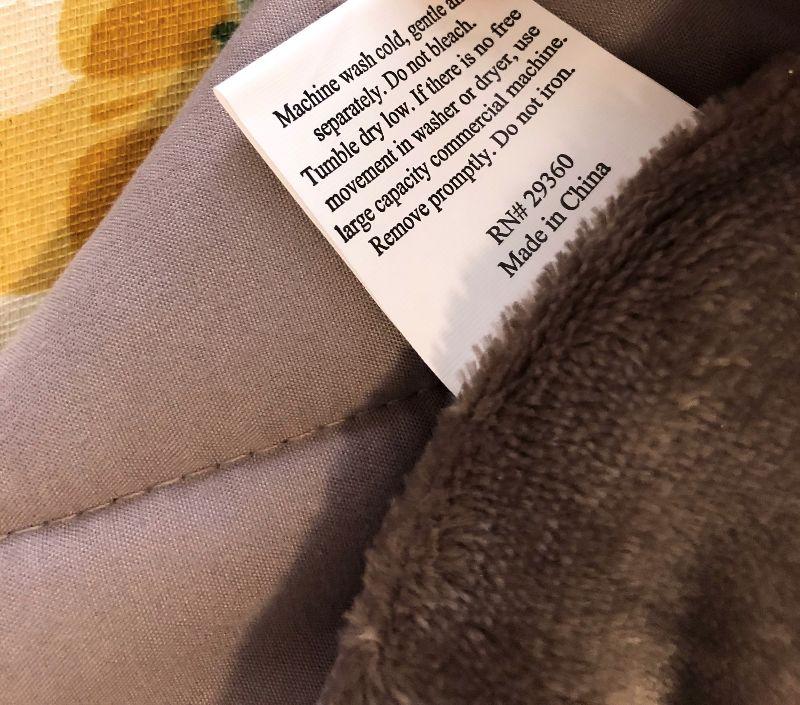 Machine wash cold, gentle
separately. Do not bleach.
Tumble dry low. If there is no free
movement in washer or dryer, use
large capacity commercial machine.
Remove promptly. Do not iron.
RN# 29360
Made in China